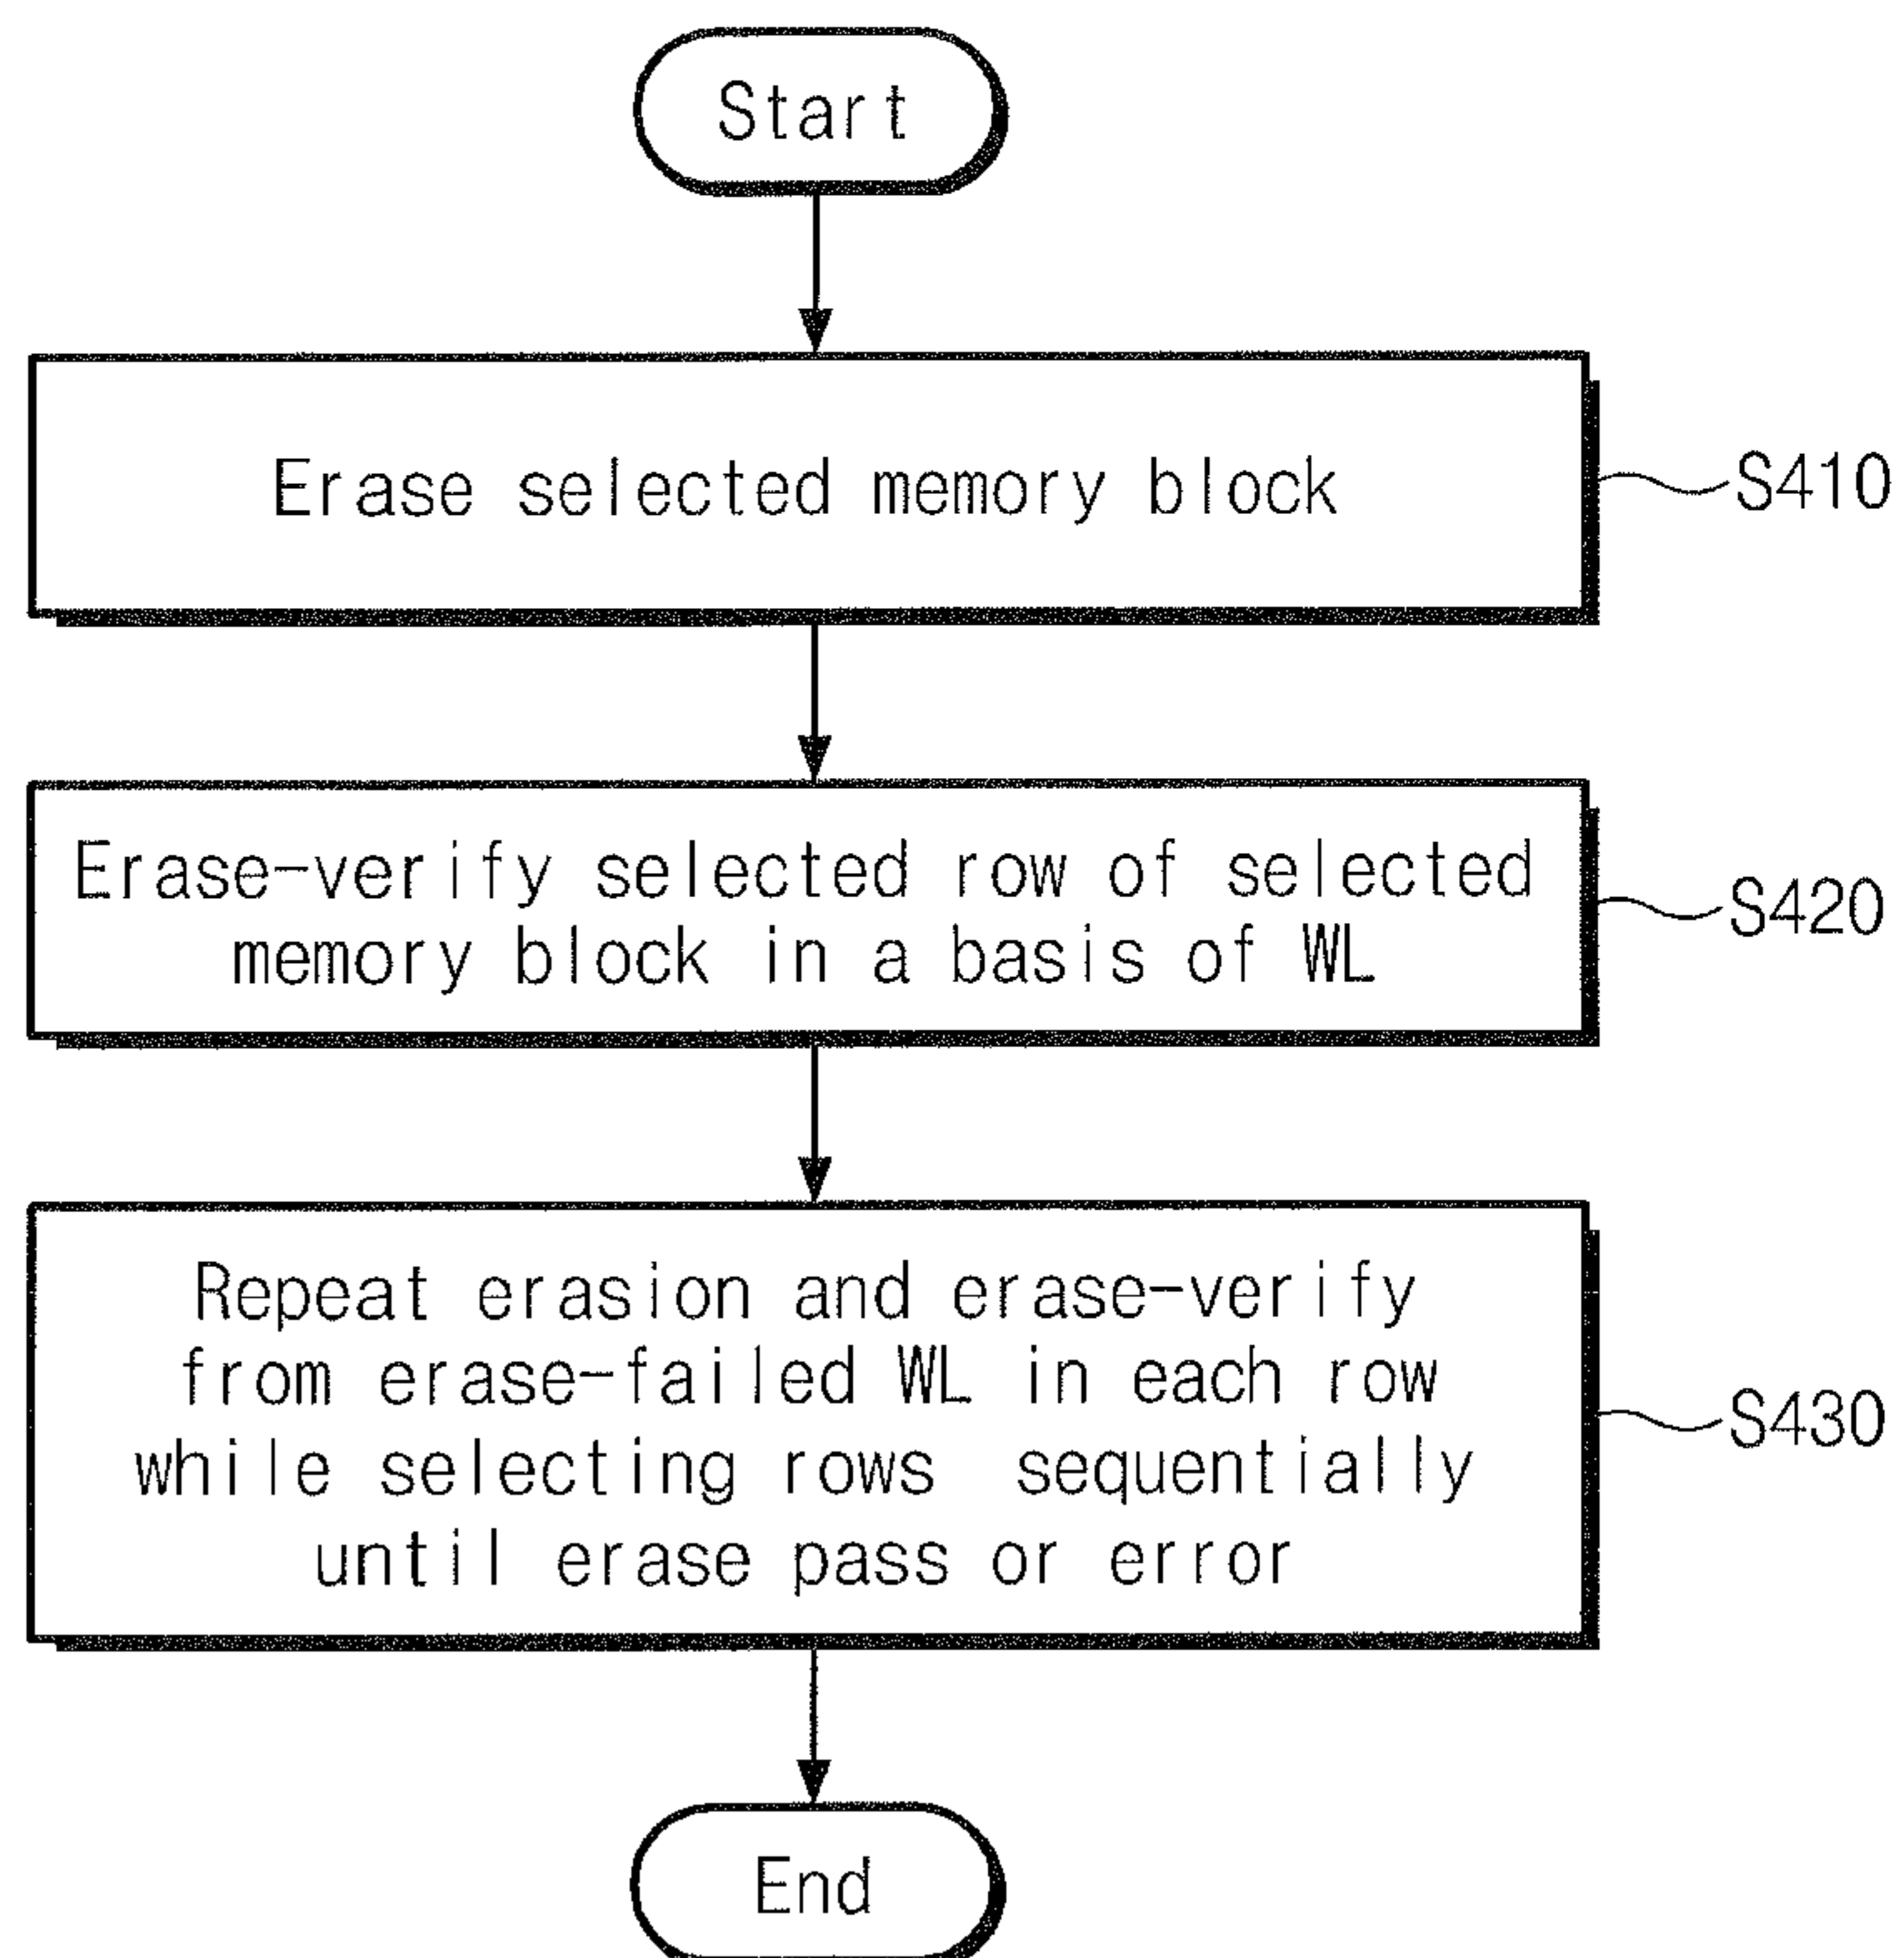 Start
Erase selected memory block
S410
Erase-verify selected row of selected
memory block in a basis of WL
S420
Repeat erasion and erase-verify
from erase-failed WL in each row
while selecting rows sequentially
until erase pass or error
S430
End